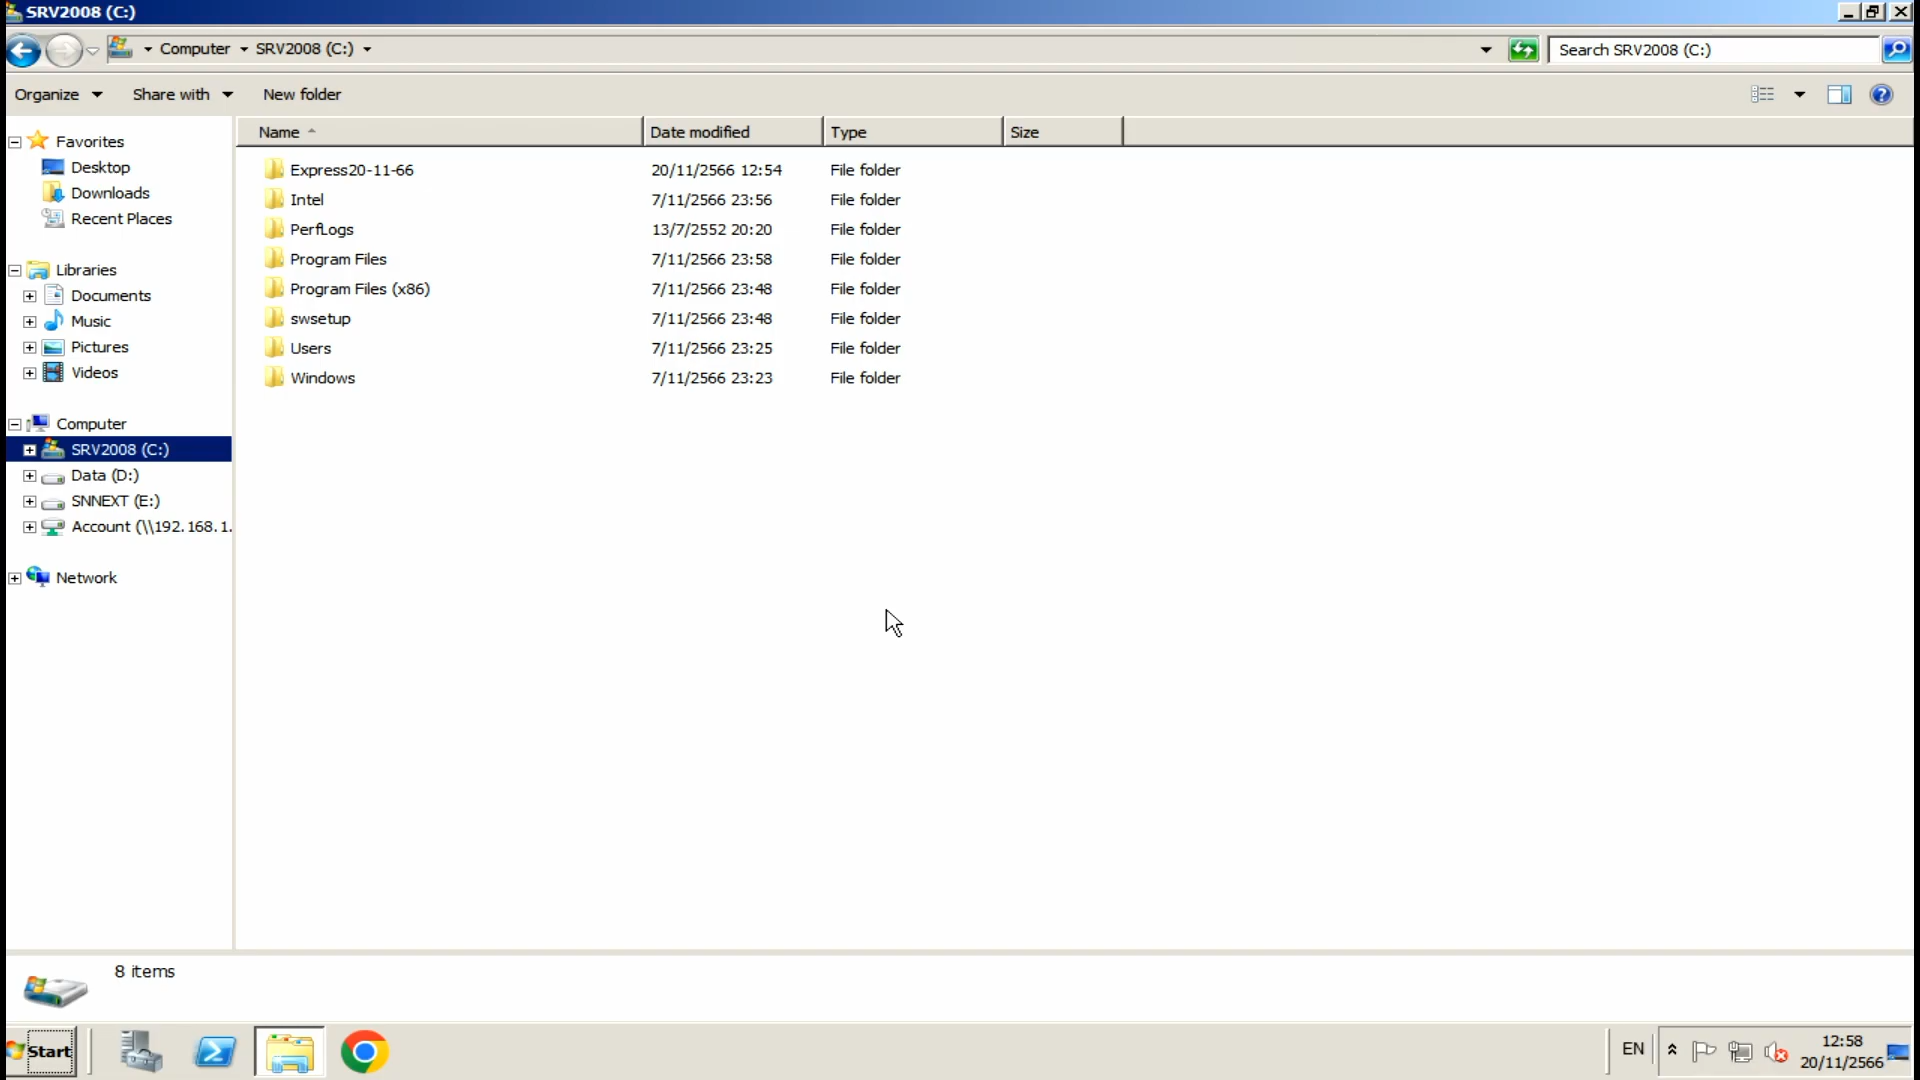 SRV2008 (C:)
Computer SRV2008 (C:)
Search SRV2008 (C:)
Organize Share with New folder
Favorites
Desktop
Downloads
Recent Places
Libraries
Documents
Music
Pictures
Videos
Computer
SRV2008 (C:)
Data (D:)
SNNEXT (E:)
Account (\\192.168.1.
Network
Name Date modified Type Size
Express20-11-66 20/11/2566 12:54 File folder
Intel 7/11/2566 23:56 File folder
PerfLogs 13/7/2552 20:20 File folder
Program Files 7/11/2566 23:58 File folder
Program Files (x86) 7/11/2566 23:48 File folder
swsetup 7/11/2566 23:48 File folder
Users 7/11/2566 23:25 File folder
Windows 7/11/2566 23:23 File folder
8 items
Start
EN
12:58
20/11/2566